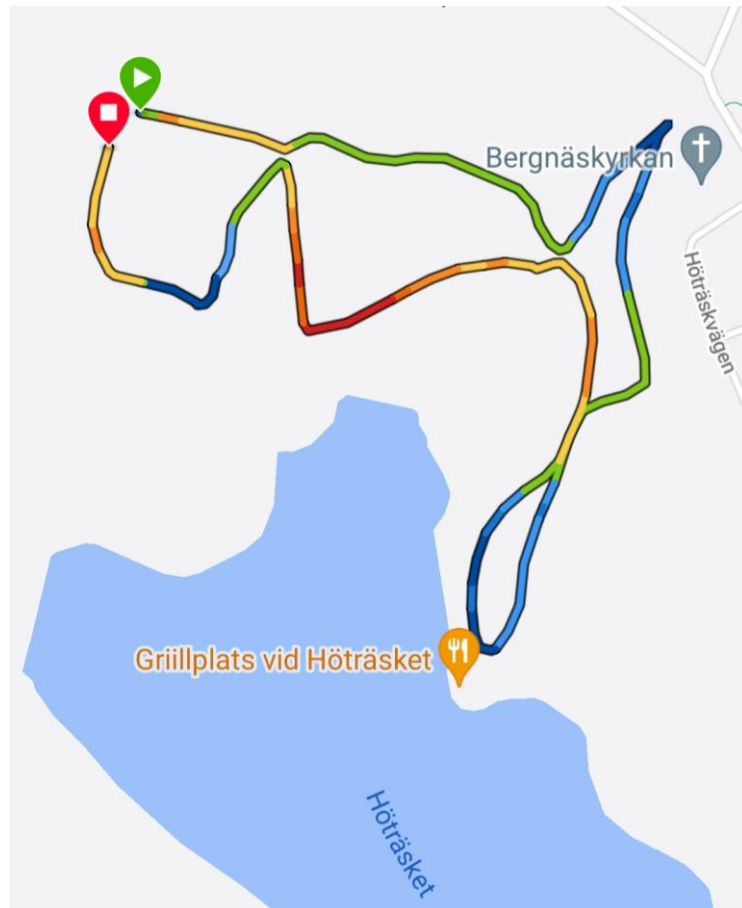 Bergnäskyrkan
Höträskvägen
Griillplats vid Höträsket
Höträsket